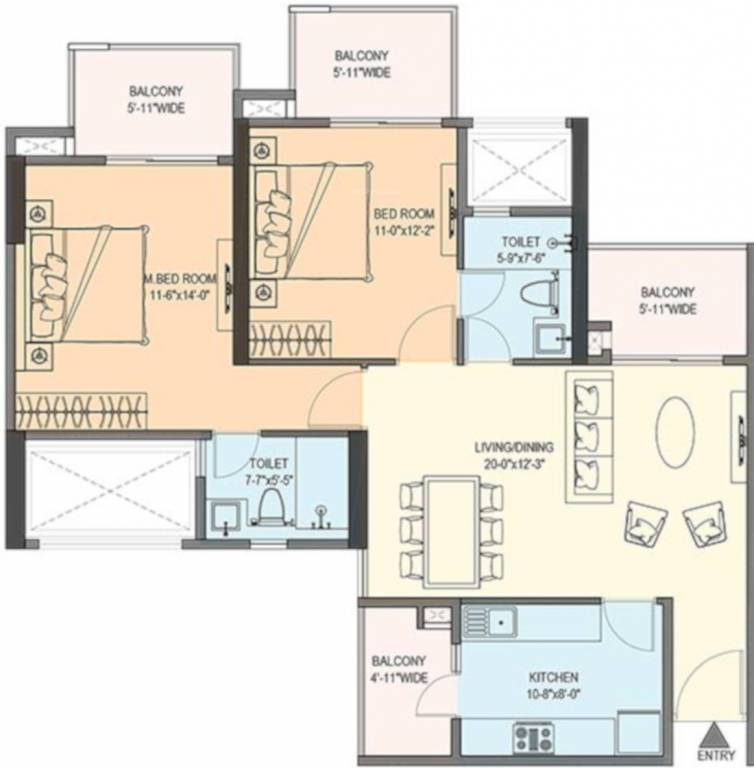 BALCONY
5'-11"WIDE
BALCONY
5'-11"WIDE
BED ROOM
11-0"x12'-2"
TOILET
5-9"x7'-6"
M.BED ROOM
11-6"x14'-0"
BALCONY
5'-11"WIDE
LIVING/DINING
20-0"x12'-3"
TOILET
7-7"x5'-5"
BALCONY
4'-11"WIDE
KITCHEN
10-8"x8'-0"
ENTRY